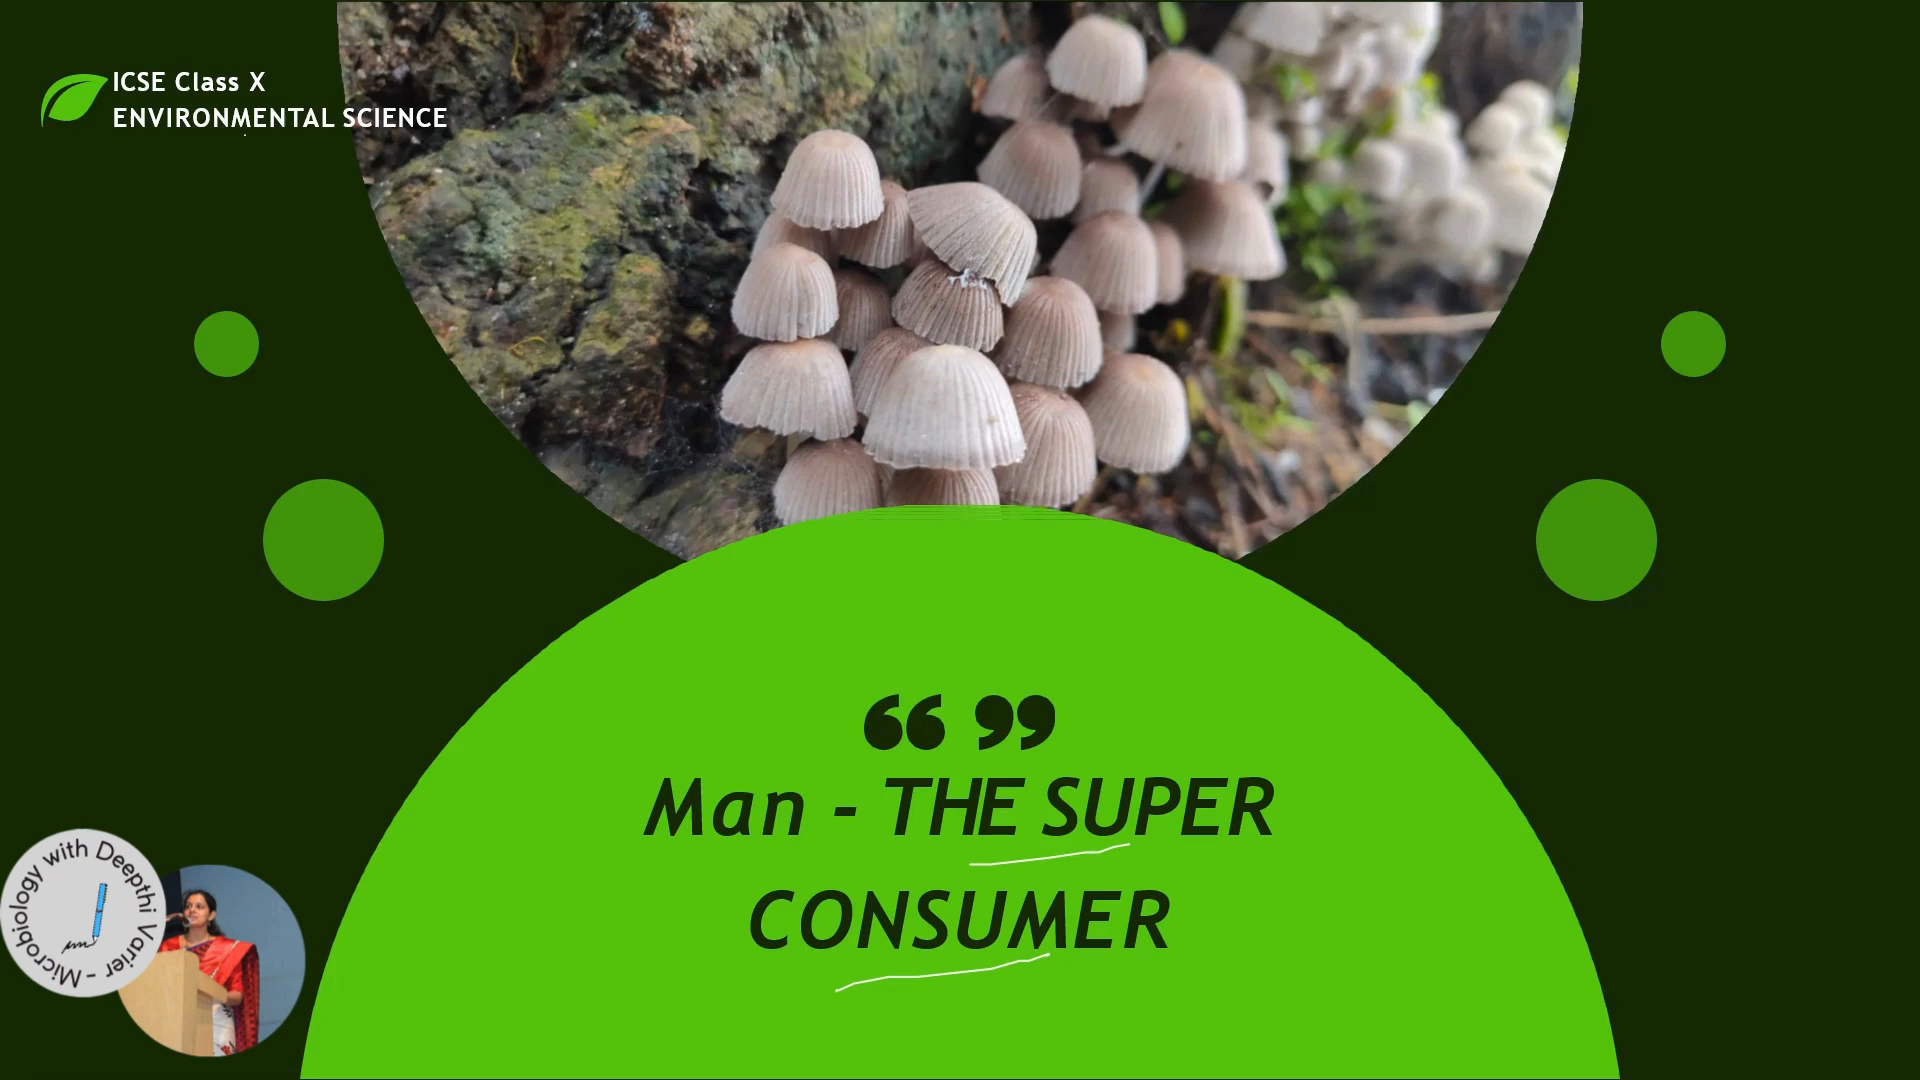 ICSE Class X
ENVIRONMENTAL SCIENCE
“ ”
Man - THE SUPER
CONSUMER
Microbiology with Deepthi Varier -